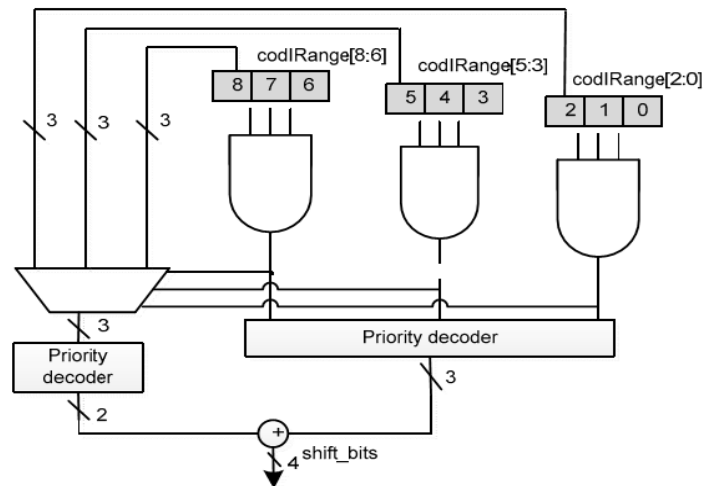 codIRange[8:6]
codIRange[5:3]
codIRange[2:0]
8 7 6
5 4 3
2 1 0
3
3
3
3
Priority decoder
Priority
decoder
3
2
+
4
shift_bits